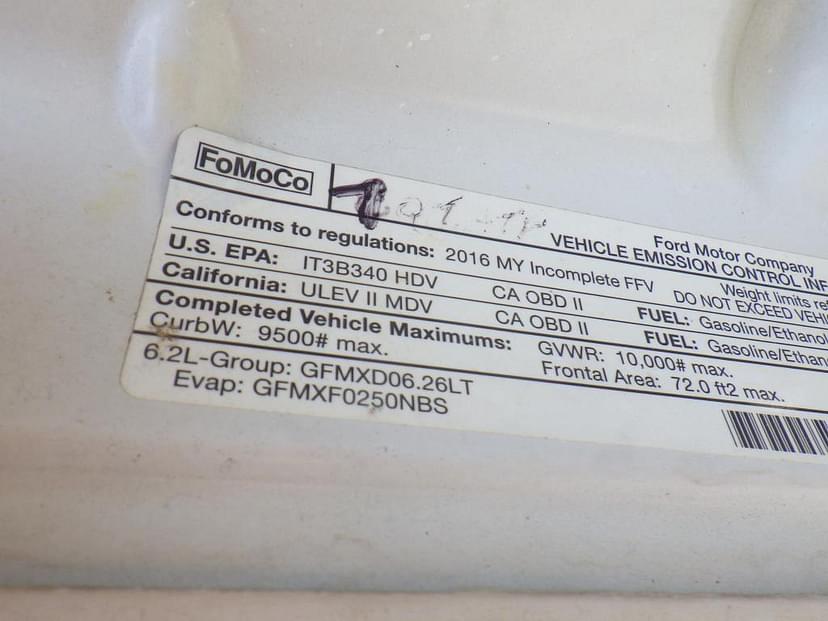 FoMoCo
Ford Motor Company
VEHICLE EMISSION CONTROL INF
Conforms to regulations: 2016 MY Incomplete FFV
Weight limits re
DO NOT EXCEED VEHI
U.S. EPA: IT3B340 HDV CA OBD II FUEL: Gasoline/Ethanol
California: ULEV II MDV CA OBD II FUEL: Gasoline/Ethan
Completed Vehicle Maximums: GVWR: 10,000# max.
CurbW: 9500# max. Frontal Area: 72.0 ft2 max.
6.2L-Group: GFMXD06.26LT
Evap: GFMXF0250NBS